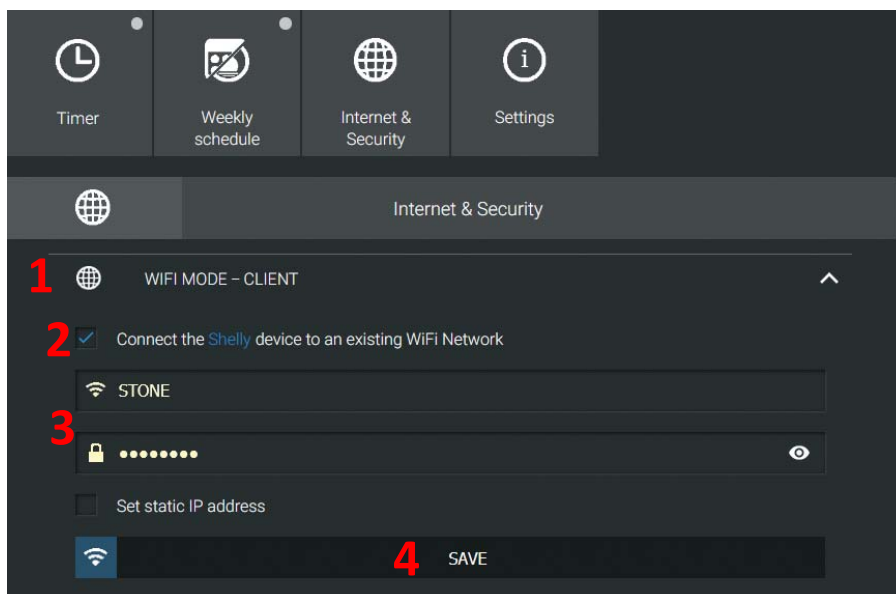 Timer
Weekly
schedule
Internet &
Security
Settings
Internet & Security
1
WIFI MODE – CLIENT
2
Connect the Shelly device to an existing WiFi Network
STONE
3
••••••••
Set static IP address
4
SAVE